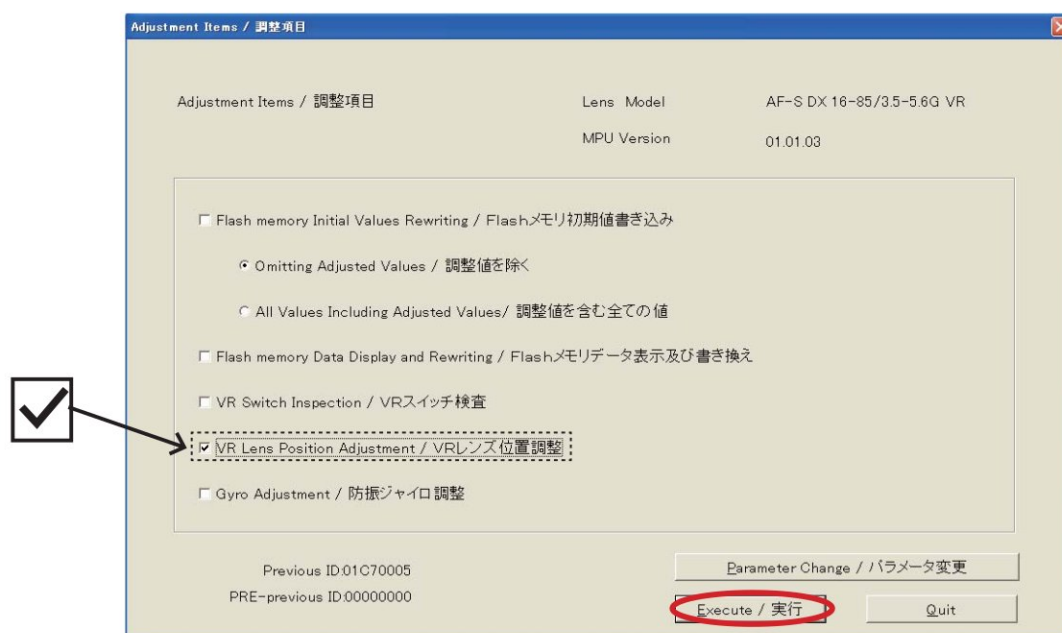 Adjustment Items / 調整項目
Adjustment Items / 調整項目
Lens Model AF-S DX 16-85/3.5-5.6G VR
MPU Version 01.01.03
Flash memory Initial Values Rewriting / Flashメモリ初期値書き込み
Omitting Adjusted Values / 調整値を除く
All Values Including Adjusted Values/ 調整値を含む全ての値
Flash memory Data Display and Rewriting / Flashメモリデータ表示及び書き換え
VR Switch Inspection / VRスイッチ検査
VR Lens Position Adjustment / VRレンズ位置調整
Gyro Adjustment / 防振ジャイロ調整
Previous ID:01C70005
PRE-previous ID:00000000
Parameter Change / パラメータ変更
Execute / 実行
Quit